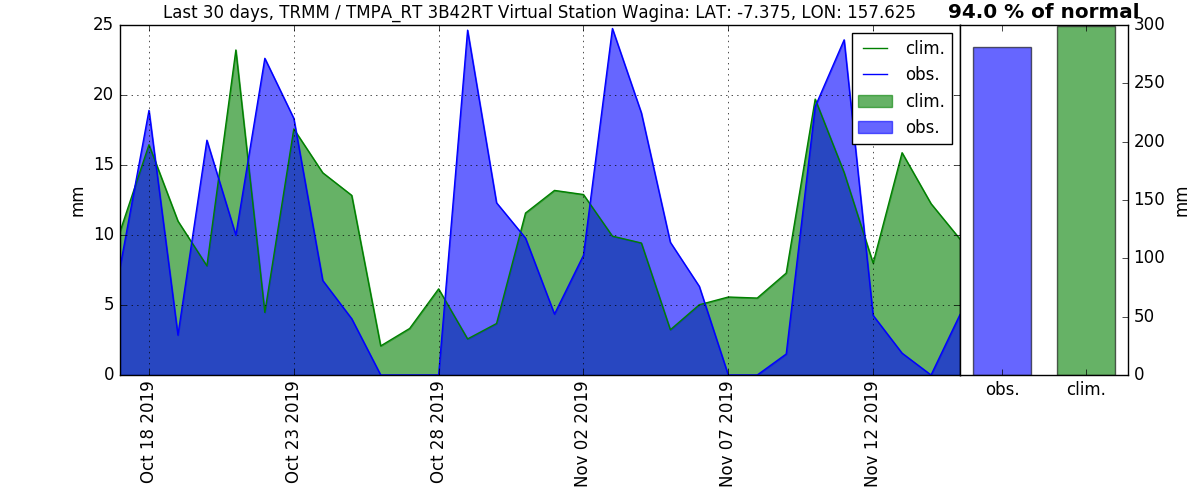 Last 30 days, TRMM / TMPA_RT 3B42RT Virtual Station Wagina: LAT: -7.375, LON: 157.625
94.0 % of normal
25
20
15
10
5
0
mm
clim.
obs.
clim.
obs.
300
250
200
150
100
50
0
mm
Oct 18 2019
Oct 23 2019
Oct 28 2019
Nov 02 2019
Nov 07 2019
Nov 12 2019
obs.
clim.